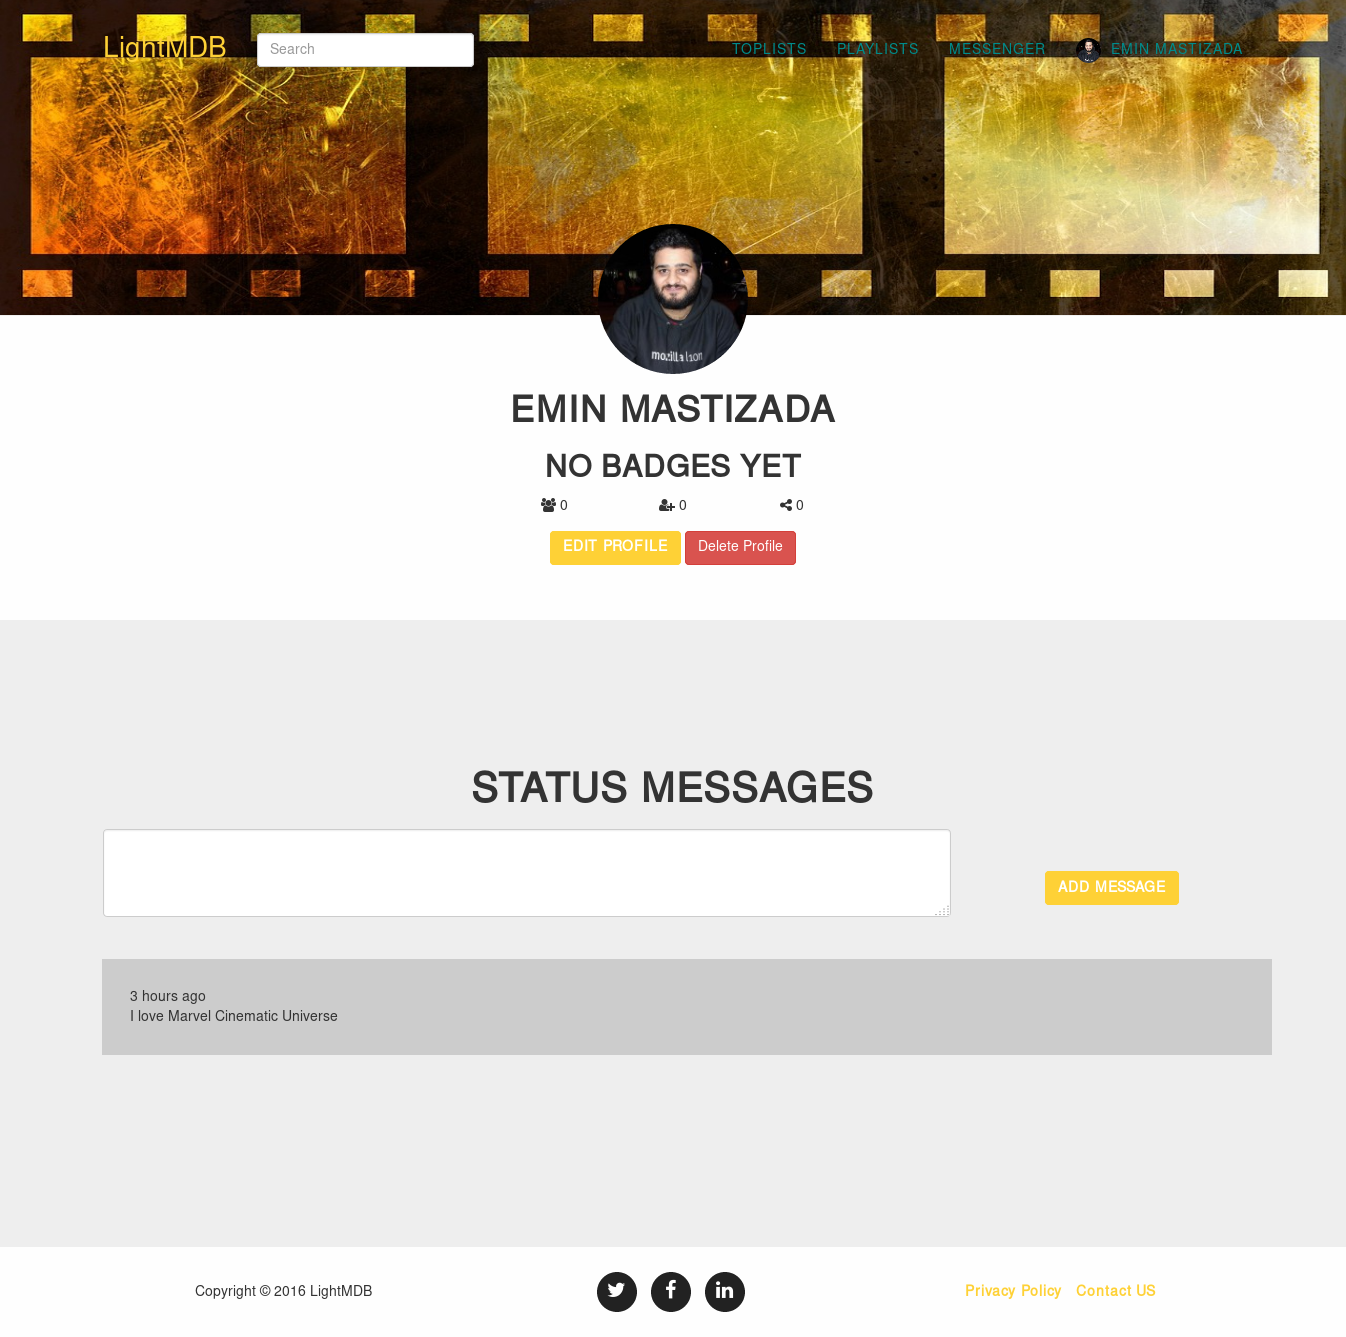 LightMDB
Search
TOPLISTS
PLAYLISTS
MESSENGER
EMIN MASTIZADA
mozilla
EMIN MASTIZADA
NO BADGES YET
0
0
0
EDIT PROFILE
Delete Profile
STATUS MESSAGES
ADD MESSAGE
3 hours ago
I love Marvel Cinematic Universe
Copyright © 2016 LightMDB
Privacy Policy
Contact US